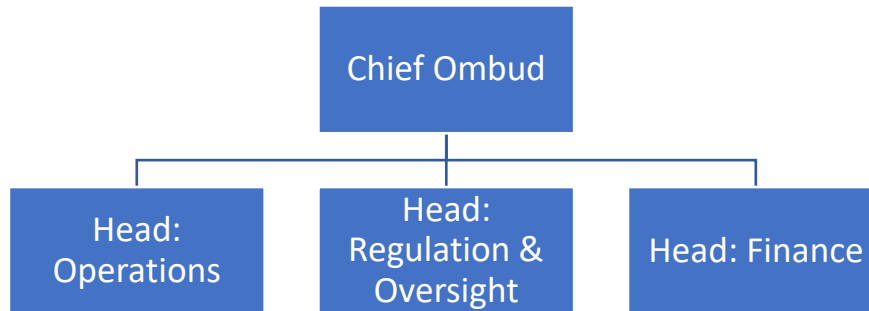 Chief Ombud
Head:
Operations
Head:
Regulation &
Oversight
Head: Finance